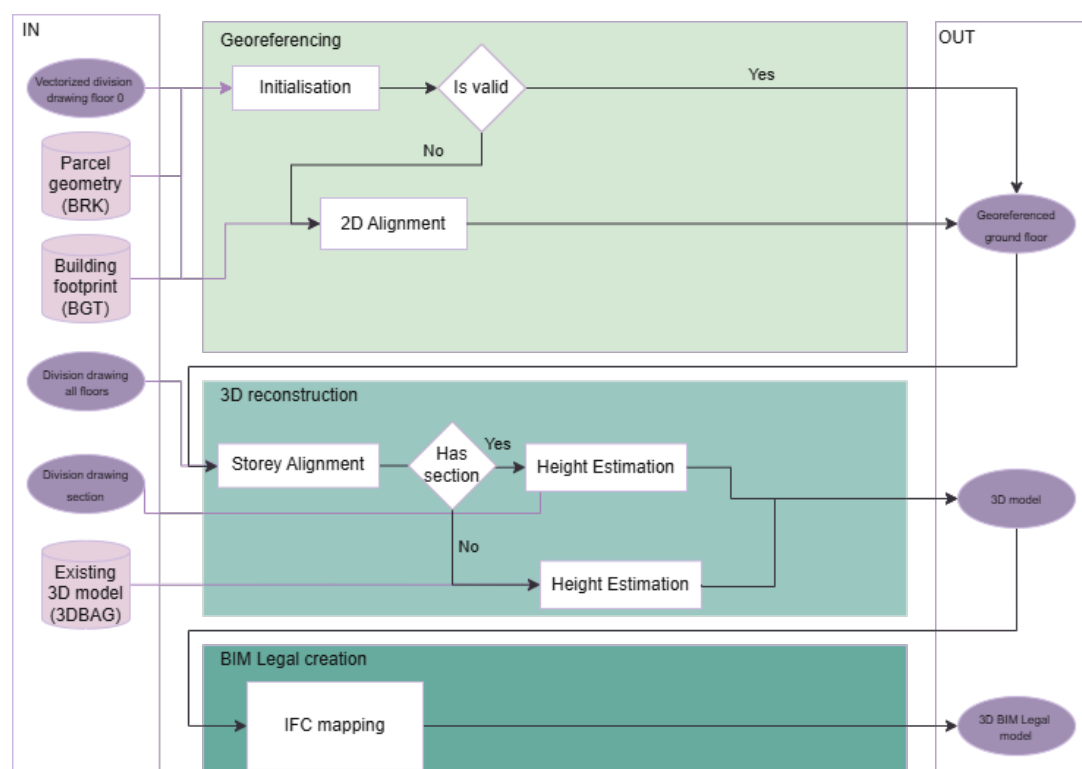 IN
Vectorized division
drawing floor 0
Parcel
geometry
(BRK)
Building
footprint
(BGT)
Division drawing
all floors
Division drawing
section
Existing
3D model
(3DBAG)
Georeferencing
Initialisation
Is valid
Yes
No
2D Alignment
3D reconstruction
Storey Alignment
Has
section
Yes
Height Estimation
No
Height Estimation
BIM Legal creation
IFC mapping
OUT
Georeferenced
ground floor
3D model
3D BIM Legal
model